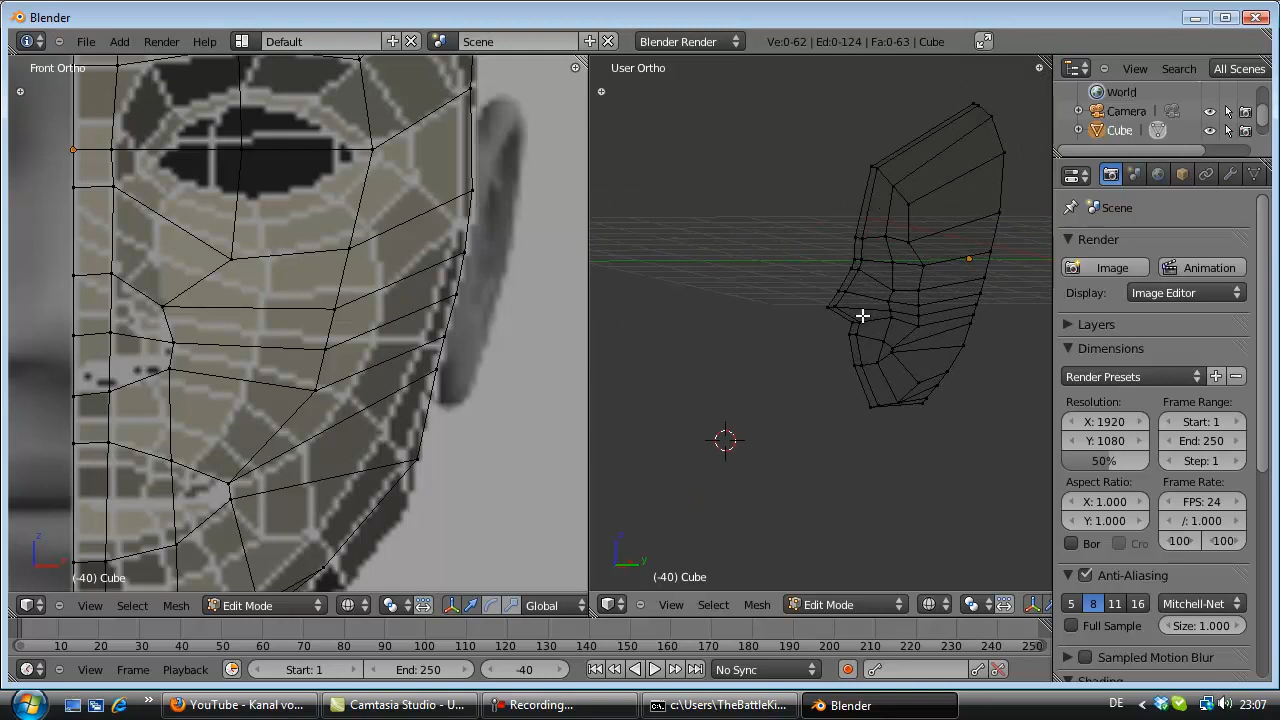 Blender
File Add Render Help Default Scene Blender Render Ve:0-62 | Ed:0-124 | Fa:0-63 | Cube
Front Ortho
User Ortho
View Search All Scenes
World
Camera
Cube
Scene
Render
Image Animation
Display: Image Editor
Layers
Dimensions
Render Presets
Resolution: Frame Range:
X: 1920 Start: 1
Y: 1080 End: 250
50% Step: 1
Aspect Ratio: Frame Rate:
X: 1.000 FPS: 24
Y: 1.000 /: 1.000
Bor Cro 100 100
Anti-Aliasing
5 8 11 16 Mitchell-Net
Full Sample Size: 1.000
Sampled Motion Blur
z
x
(-40) Cube
z
y
(-40) Cube
View Select Mesh Edit Mode Global
View Select Mesh Edit Mode
10 20 30 40 50 60 70 80 90 100 110 120 130 140 150 160 170 180 190 200 210 220 230 240 250
View Frame Playback Start: 1 End: 250 -40 No Sync
YouTube - Kanal vo... Camtasia Studio - U... Recording... c:\Users\TheBattleKi... Blender DE 23:07